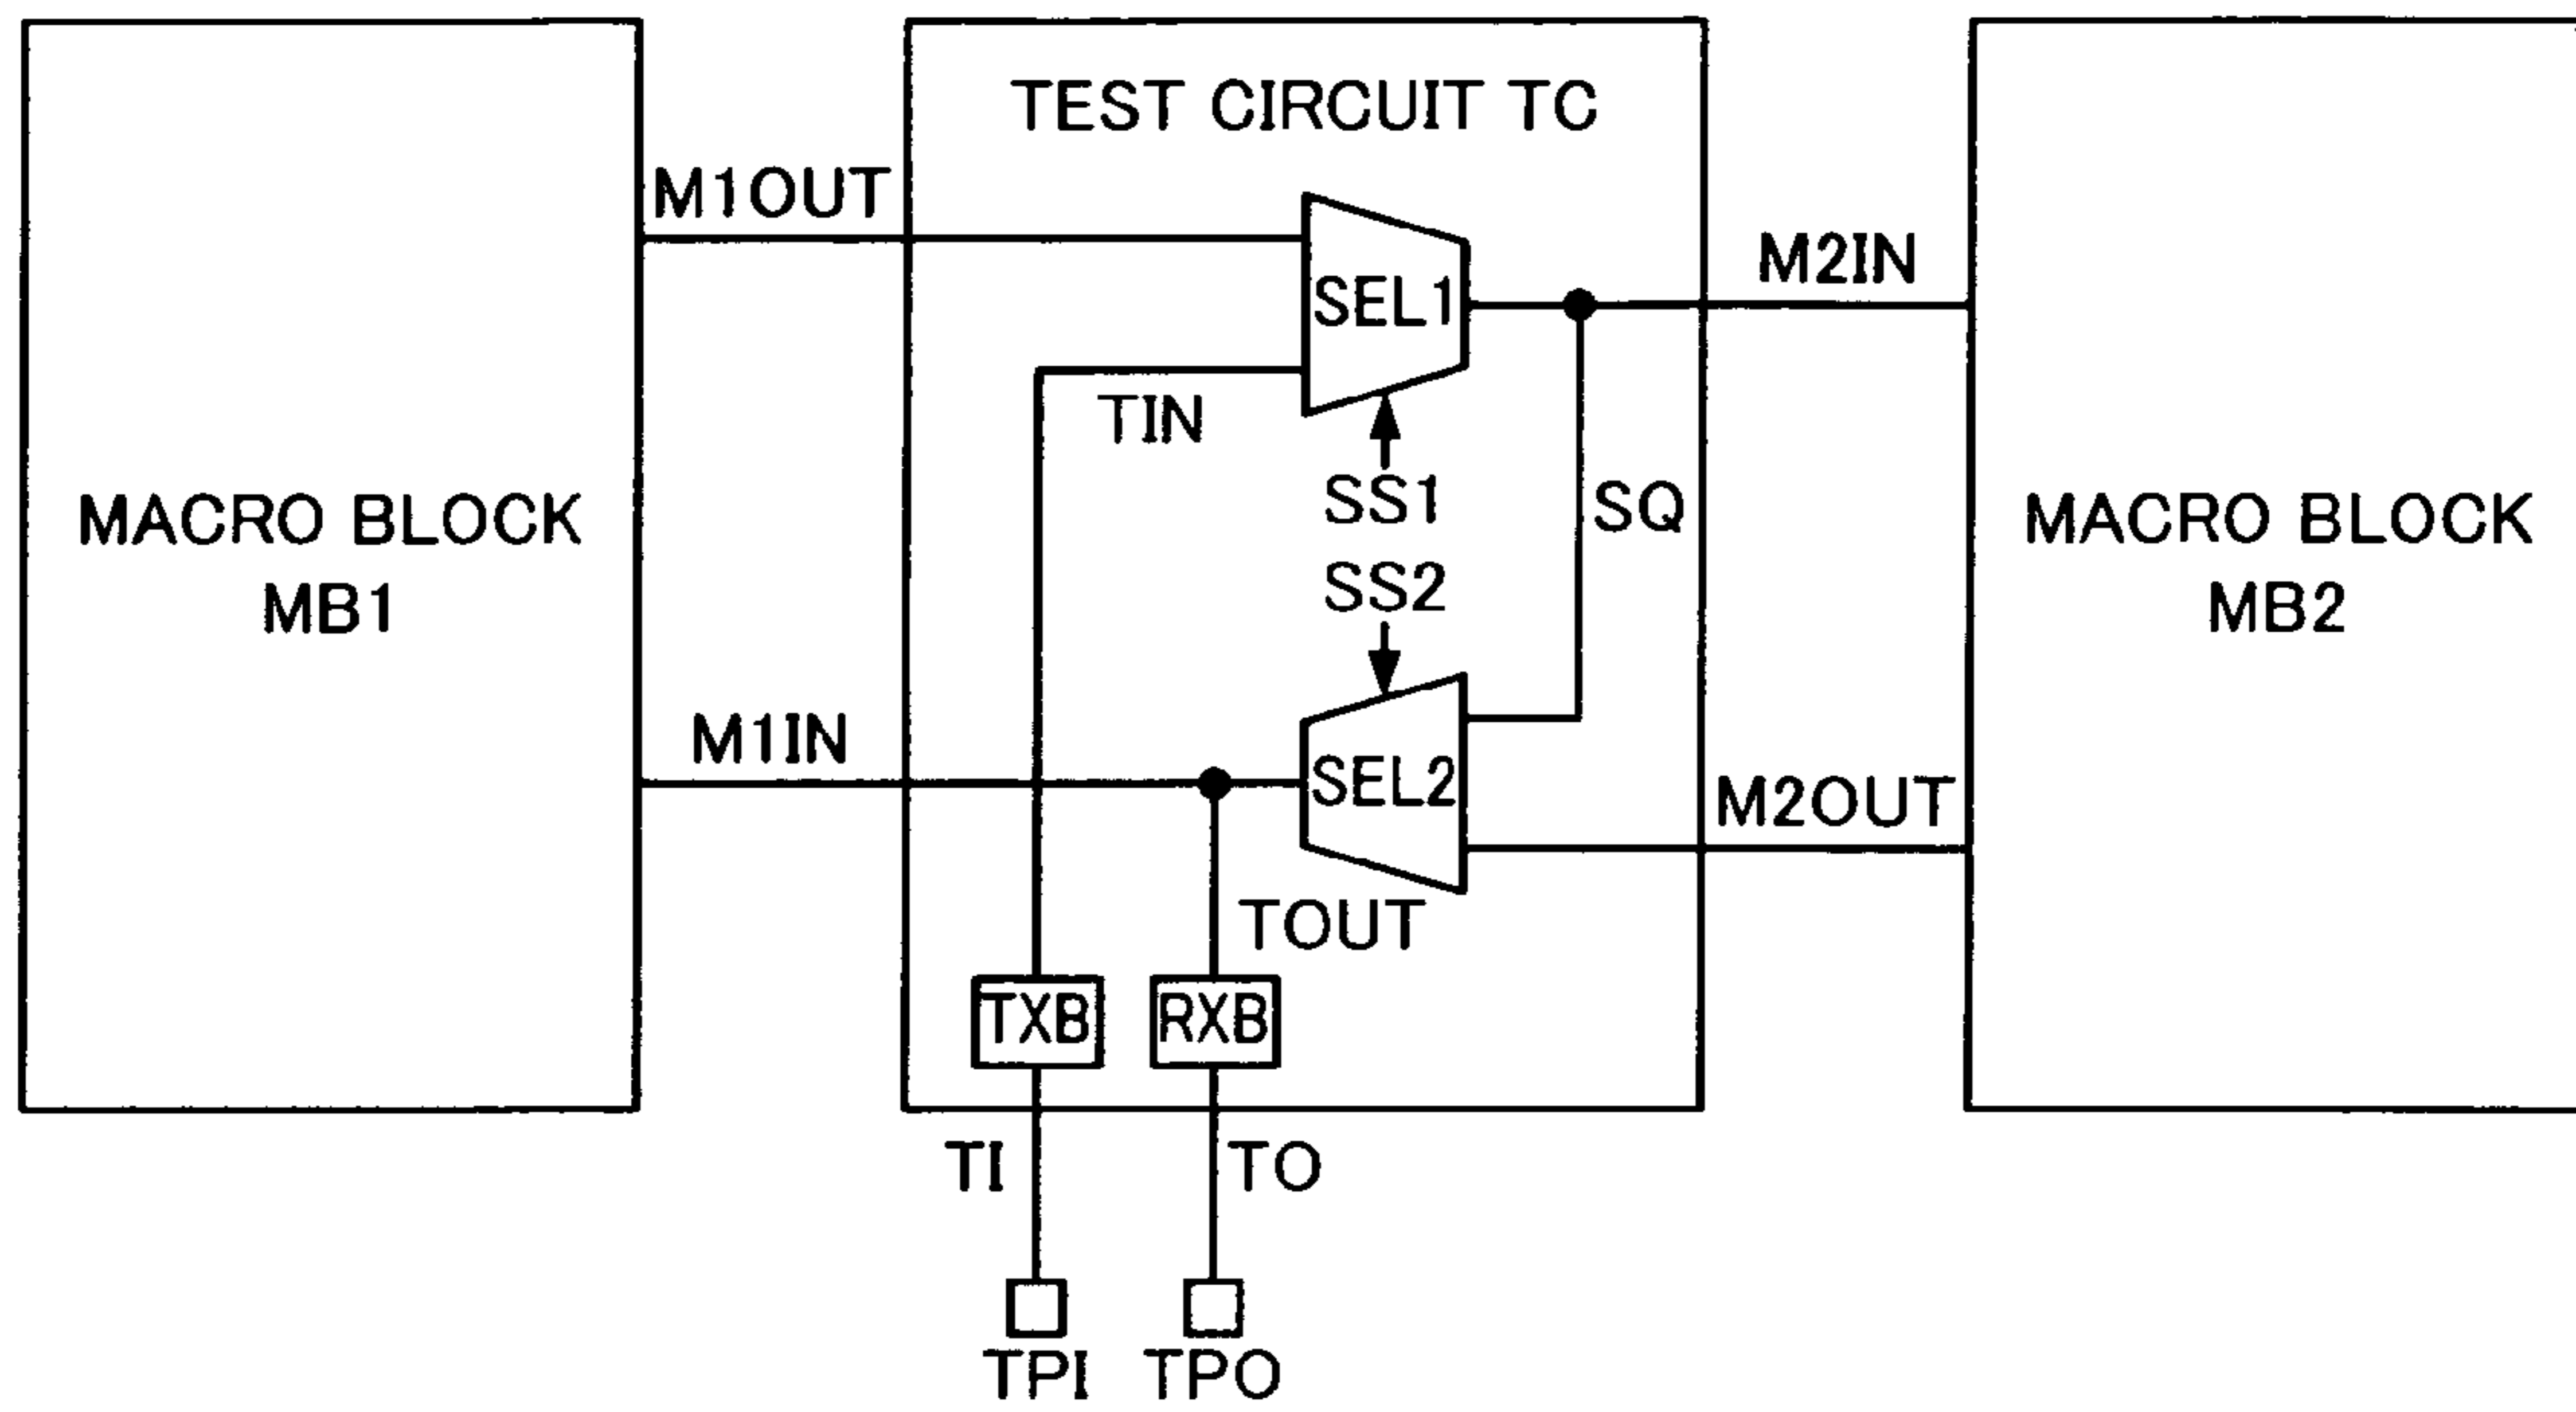 TEST CIRCUIT TC
M1OUT
M2IN
SEL1
TIN
SS1
SQ
SS2
MACRO BLOCK
MB1
MACRO BLOCK
MB2
M1IN
SEL2
M2OUT
TOUT
TXB
RXB
TI
TO
TPI
TPO